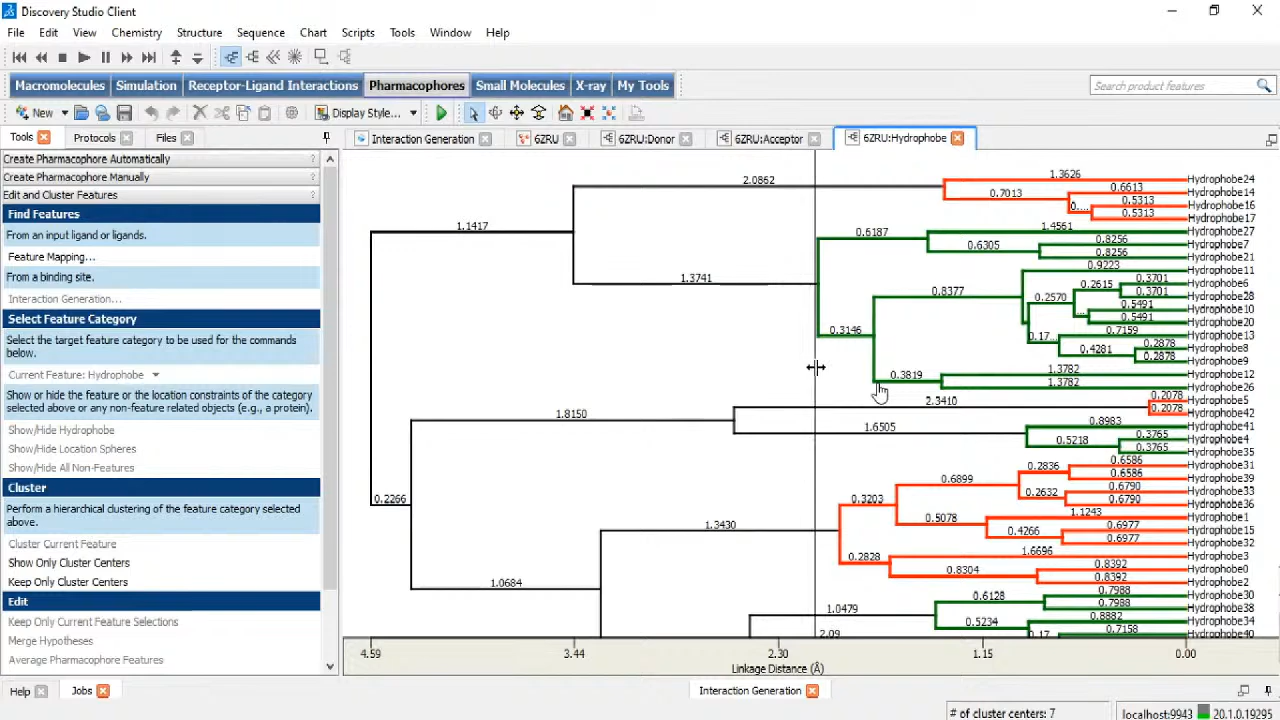 Discovery Studio Client
File Edit View Chemistry Structure Sequence Chart Scripts Tools Window Help
Macromolecules Simulation Receptor-Ligand Interactions Pharmacophores Small Molecules X-ray My Tools
Search product features
New Display Style...
Tools Protocols Files
Interaction Generation 6ZRU 6ZRU:Donor 6ZRU:Acceptor 6ZRU:Hydrophobe
Create Pharmacophore Automatically ?
Create Pharmacophore Manually ?
Edit and Cluster Features ?
Find Features
From an input ligand or ligands.
Feature Mapping...
From a binding site.
Interaction Generation...
Select Feature Category
Select the target feature category to be used for the commands
below.
Current Feature: Hydrophobe
Show or hide the feature or the location constraints of the category
selected above or any non-feature related objects (e.g., a protein).
Show/Hide Hydrophobe
Show/Hide Location Spheres
Show/Hide All Non-Features
Cluster
Perform a hierarchical clustering of the feature category selected
above.
Cluster Current Feature
Show Only Cluster Centers
Keep Only Cluster Centers
Edit
Keep Only Current Feature Selections
Merge Hypotheses
Average Pharmacophore Features
1.3626 Hydrophobe24
2.0862
0.7013 0.6613 Hydrophobe14
0.... 0.5313 Hydrophobe16
0.5313 Hydrophobe17
1.1417
0.6187 1.4561 Hydrophobe27
0.6305 0.8256 Hydrophobe7
0.8256 Hydrophobe21
1.3741
0.9223 Hydrophobe11
0.8377
0.2615 0.3701 Hydrophobe6
0.2570 0.3701 Hydrophobe28
... 0.5491 Hydrophobe10
0.5491 Hydrophobe20
0.3146
0.17... 0.7159 Hydrophobe13
0.4281 0.2878 Hydrophobe8
0.2878 Hydrophobe9
0.3819 1.3782 Hydrophobe12
1.3782 Hydrophobe26
2.3410 0.2078 Hydrophobe5
0.2078 Hydrophobe42
1.8150
1.6505 0.8983 Hydrophobe41
0.5218 0.3765 Hydrophobe4
0.3765 Hydrophobe35
0.2836 0.6586 Hydrophobe31
0.6899 0.6586 Hydrophobe39
0.2632 0.6790 Hydrophobe33
0.2266 0.3203 0.6790 Hydrophobe36
0.5078 1.1243 Hydrophobe1
1.3430 0.4266 0.6977 Hydrophobe15
0.6977 Hydrophobe32
0.2828 1.6696 Hydrophobe3
0.8304 0.8392 Hydrophobe0
1.0684 0.8392 Hydrophobe2
0.6128 0.7988 Hydrophobe30
1.0479 0.7988 Hydrophobe38
0.5234 0.8882 Hydrophobe34
2.09 0.17 0.7158 Hydrophobe40
4.59 3.44 2.30 1.15 0.00
Linkage Distance (Å)
Help Jobs Interaction Generation
# of cluster centers: 7 localhost:9943 20.1.0.19295